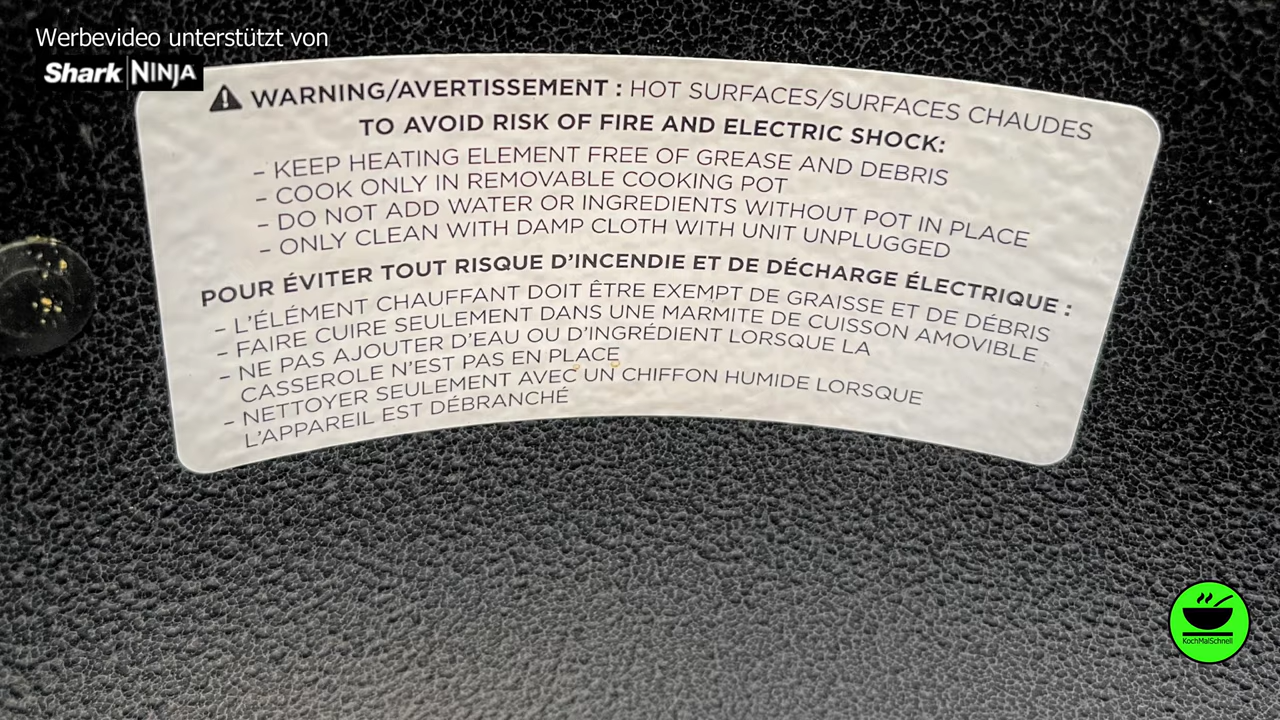 Werbevideo unterstützt von
Shark NINJA
WARNING/AVERTISSEMENT : HOT SURFACES/SURFACES CHAUDES
TO AVOID RISK OF FIRE AND ELECTRIC SHOCK:
– KEEP HEATING ELEMENT FREE OF GREASE AND DEBRIS
– COOK ONLY IN REMOVABLE COOKING POT
– DO NOT ADD WATER OR INGREDIENTS WITHOUT POT IN PLACE
– ONLY CLEAN WITH DAMP CLOTH WITH UNIT UNPLUGGED
POUR ÉVITER TOUT RISQUE D'INCENDIE ET DE DÉCHARGE ÉLECTRIQUE :
– L'ÉLÉMENT CHAUFFANT DOIT ÊTRE EXEMPT DE GRAISSE ET DE DÉBRIS
– FAIRE CUIRE SEULEMENT DANS UNE MARMITE DE CUISSON AMOVIBLE
– NE PAS AJOUTER D'EAU OU D'INGRÉDIENT LORSQUE LA
CASSEROLE N'EST PAS EN PLACE
– NETTOYER SEULEMENT AVEC UN CHIFFON HUMIDE LORSQUE
L'APPAREIL EST DÉBRANCHÉ
KochMalSchnell